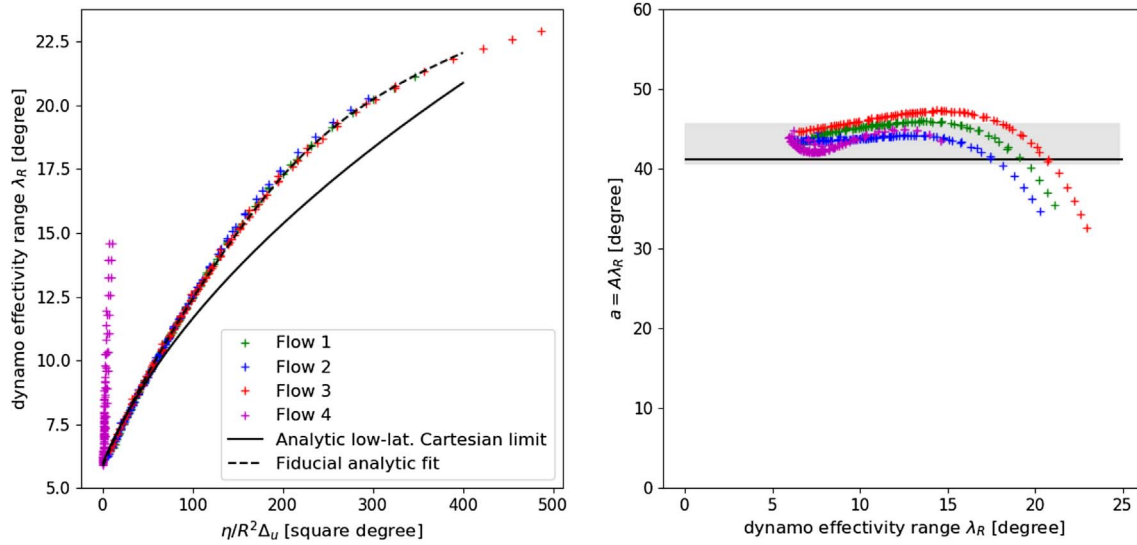 dynamo effectivity range λ_R [degree]
22.5
20.0
17.5
15.0
12.5
10.0
7.5
5.0
0
100
200
300
400
500
η/R²Δ_u [square degree]
Flow 1
Flow 2
Flow 3
Flow 4
Analytic low-lat. Cartesian limit
Fiducial analytic fit
a = Aλ_R [degree]
60
50
40
30
20
10
0
0
5
10
15
20
25
dynamo effectivity range λ_R [degree]